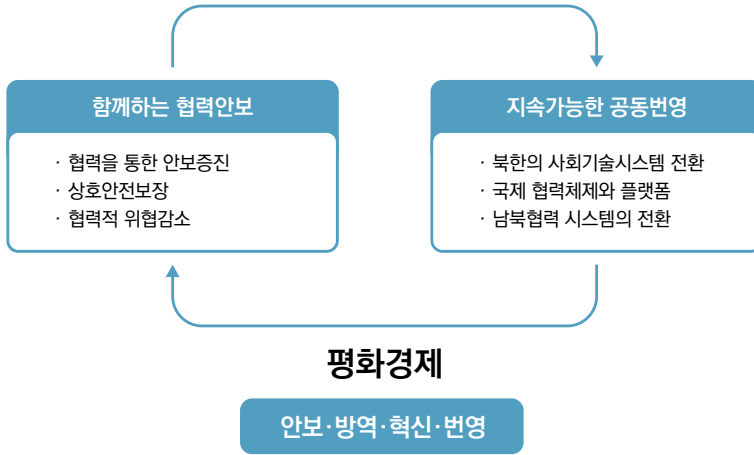 함께하는 협력안보
· 협력을 통한 안보증진
· 상호안전보장
· 협력적 위협감소
지속가능한 공동번영
· 북한의 사회기술시스템 전환
· 국제 협력체제와 플랫폼
· 남북협력 시스템의 전환
평화경제
안보·방역·혁신·번영